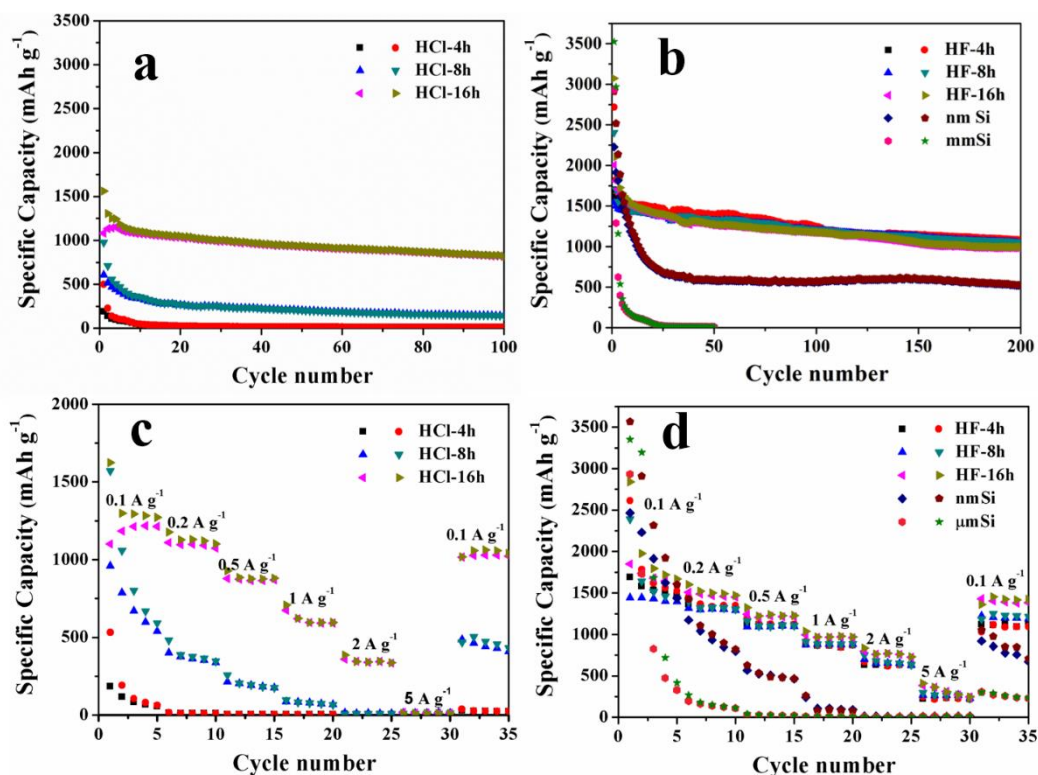 a
Specific Capacity (mAh g⁻¹)
3500
3000
2500
2000
1500
1000
500
0
HCl-4h
HCl-8h
HCl-16h
0 20 40 60 80 100
Cycle number
b
Specific Capacity (mAh g⁻¹)
3500
3000
2500
2000
1500
1000
500
0
HF-4h
HF-8h
HF-16h
nm Si
mmSi
0 50 100 150 200
Cycle number
c
Specific Capacity (mAh g⁻¹)
2000
1500
1000
500
0
HCl-4h
HCl-8h
HCl-16h
0.1 A g⁻¹
0.2 A g⁻¹
0.5 A g⁻¹
1 A g⁻¹
2 A g⁻¹
5 A g⁻¹
0.1 A g⁻¹
0 5 10 15 20 25 30 35
Cycle number
d
Specific Capacity (mAh g⁻¹)
3500
3000
2500
2000
1500
1000
500
0
HF-4h
HF-8h
HF-16h
nmSi
μmSi
0.1 A g⁻¹
0.2 A g⁻¹
0.5 A g⁻¹
1 A g⁻¹
2 A g⁻¹
5 A g⁻¹
0.1 A g⁻¹
0 5 10 15 20 25 30 35
Cycle number